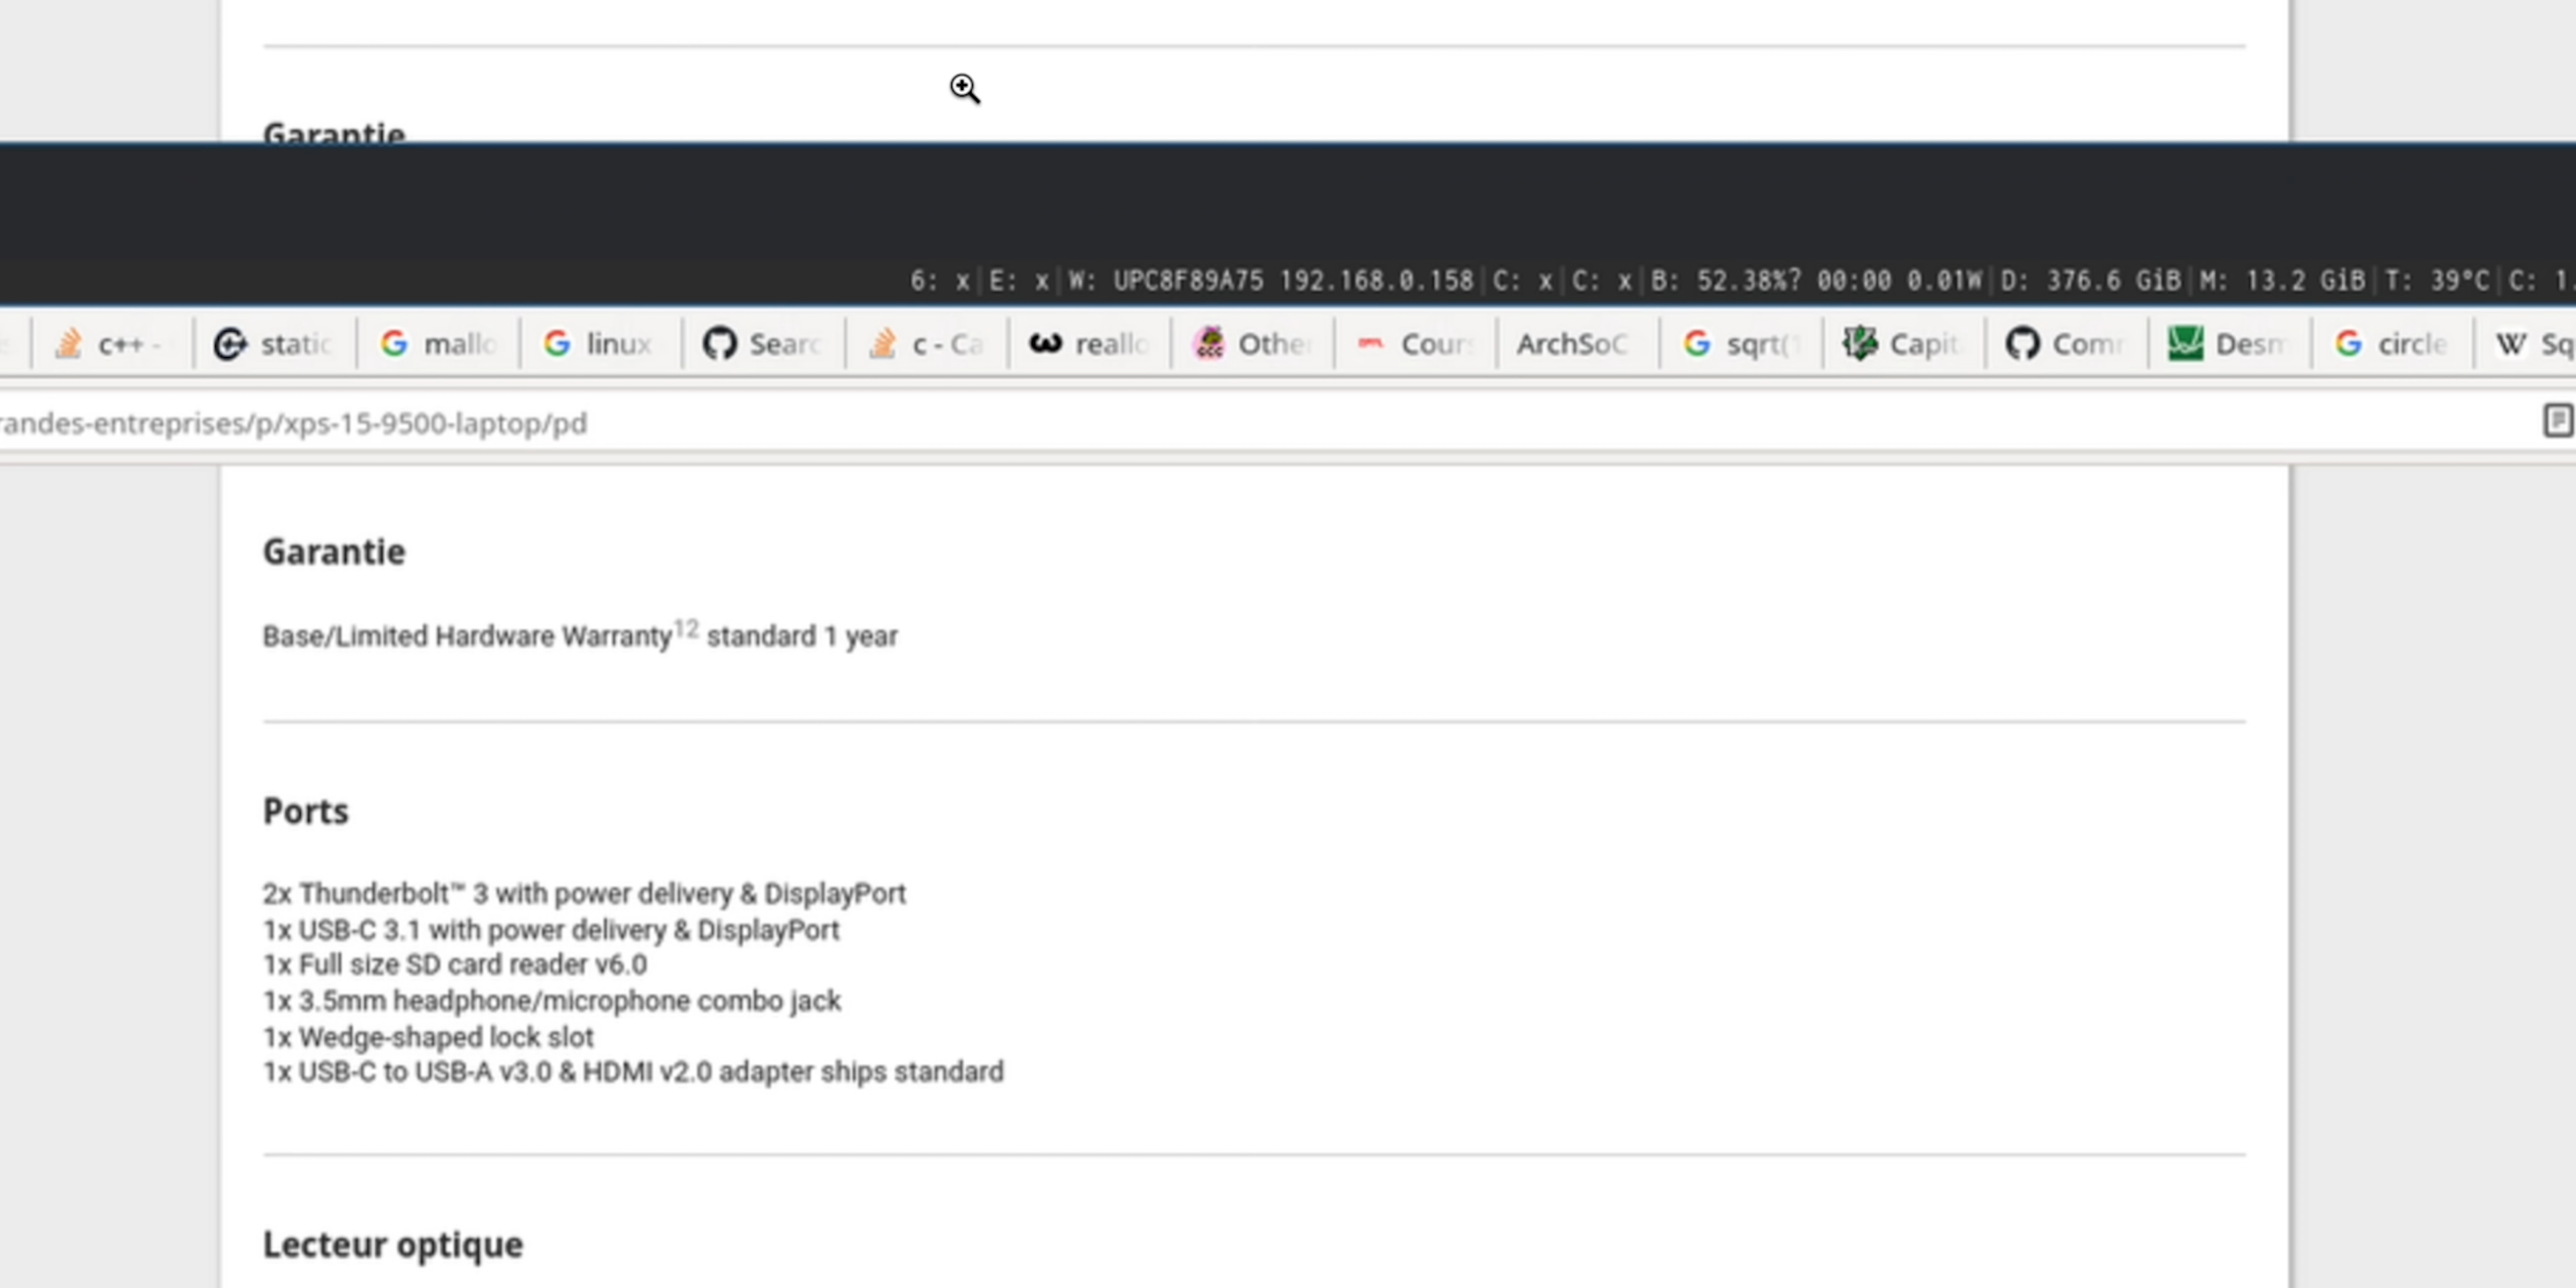 Garantie
6: x|E: x|W: UPC8F89A75 192.168.0.158|C: x|C: x|B: 52.38%? 00:00 0.01W|D: 376.6 GiB|M: 13.2 GiB|T: 39°C|C: 1.
c++ - static mallo linux Searc c - Ca reallo Othe Cour ArchSoC sqrt(1 Capit Comr Desm circle Sq
randes-entreprises/p/xps-15-9500-laptop/pd
Garantie
Base/Limited Hardware Warranty12 standard 1 year
Ports
2x Thunderbolt™ 3 with power delivery & DisplayPort
1x USB-C 3.1 with power delivery & DisplayPort
1x Full size SD card reader v6.0
1x 3.5mm headphone/microphone combo jack
1x Wedge-shaped lock slot
1x USB-C to USB-A v3.0 & HDMI v2.0 adapter ships standard
Lecteur optique